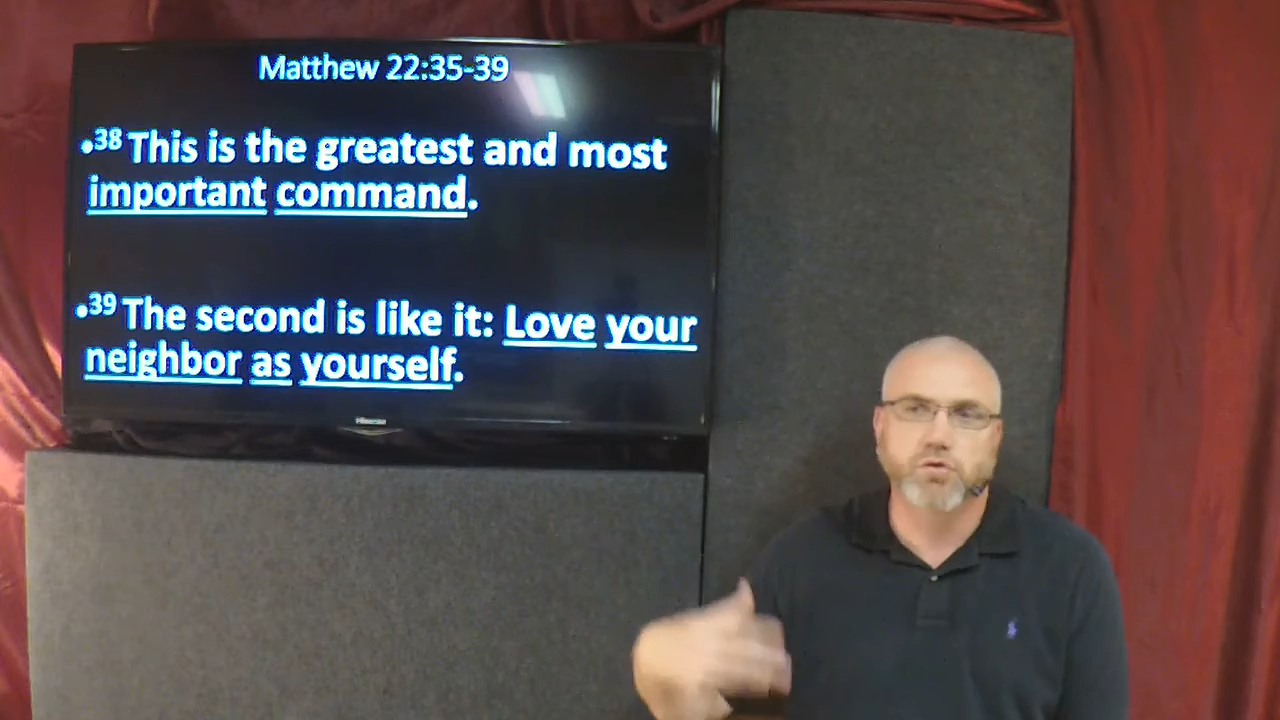 Matthew 22:35-39
•38 This is the greatest and most
important command.
•39 The second is like it: Love your
neighbor as yourself.
Hisense